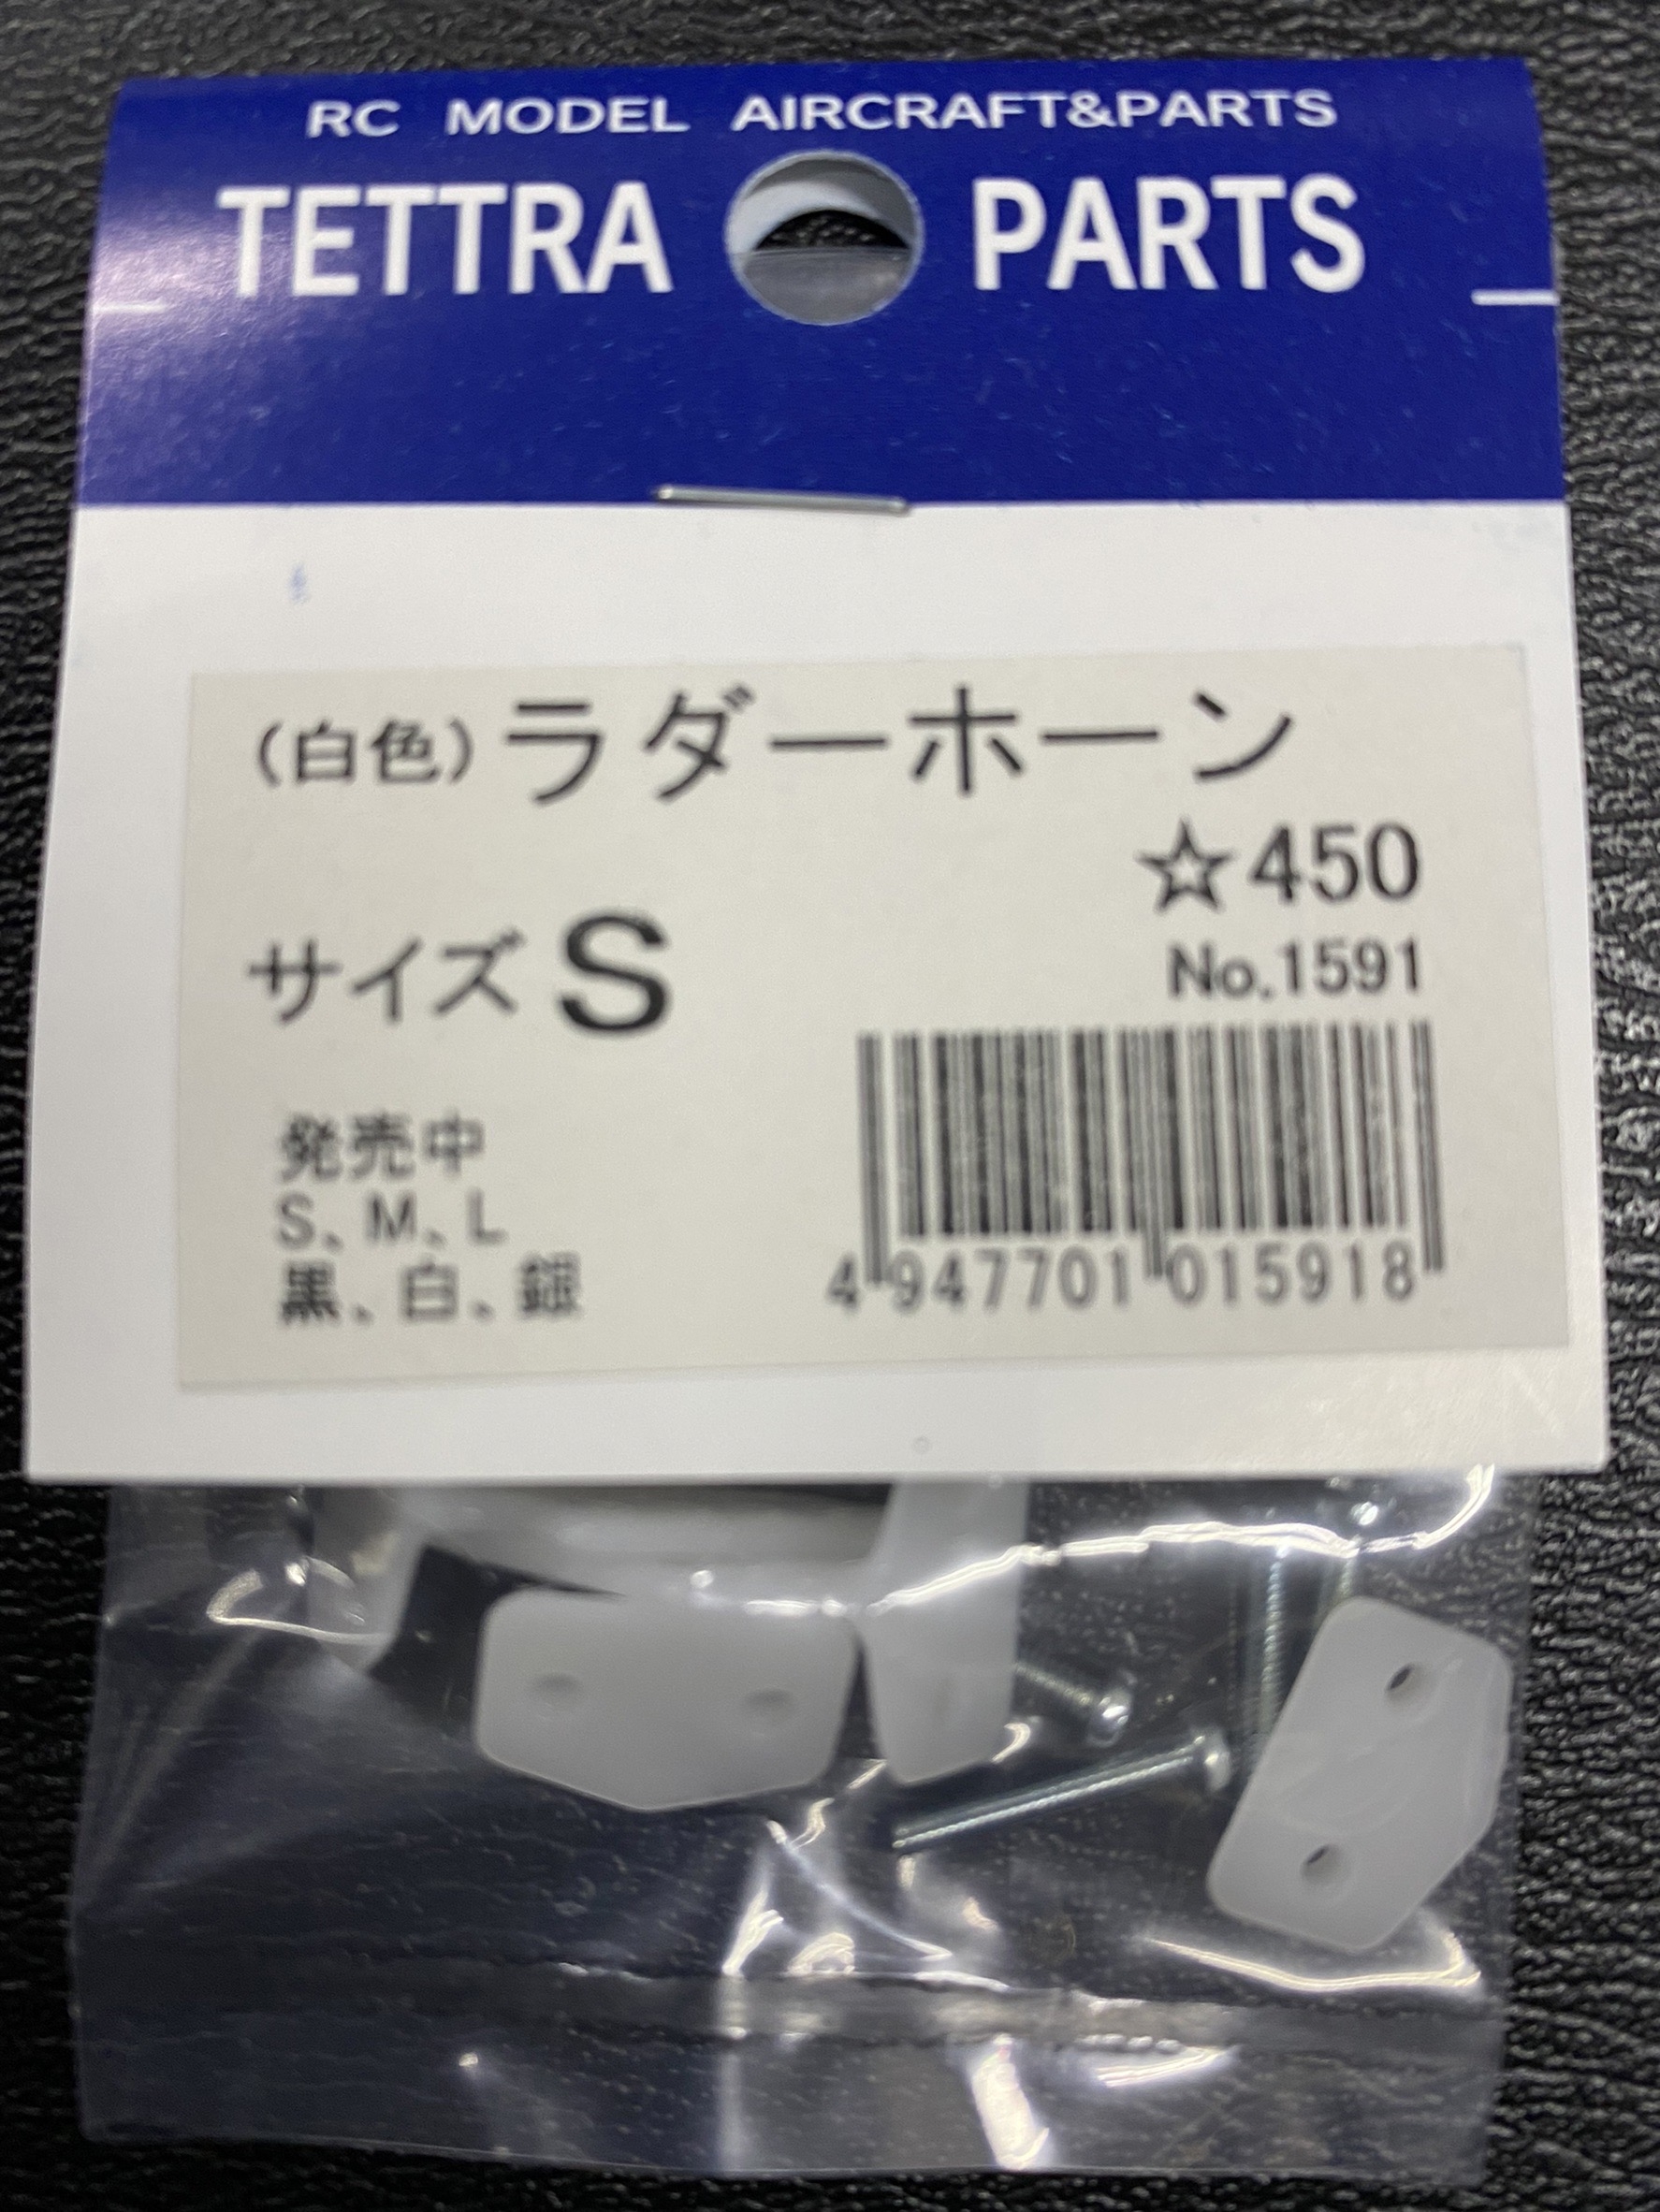 RC MODEL AIRCRAFT&PARTS
TETTRA PARTS
(白色)ラダーホーン
☆450
サイズ S
No.1591
発売中
S、M、L
黒、白、銀
4 947701 015918